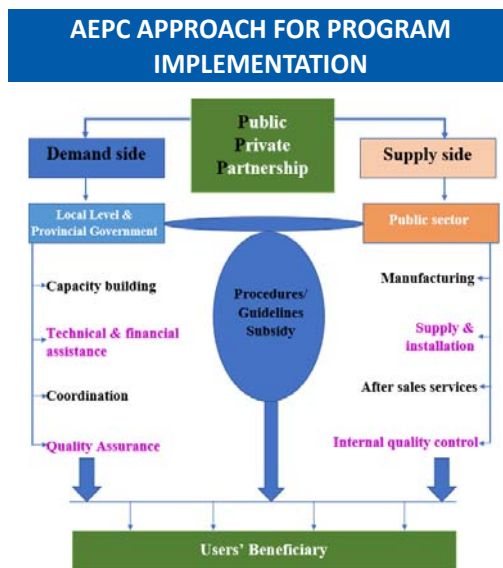 AEPC APPROACH FOR PROGRAM
IMPLEMENTATION
Public
Private
Partnership
Demand side
Supply side
Local Level &
Provincial Government
Public sector
Procedures/
Guidelines
Subsidy
Capacity building
Technical & financial
assistance
Coordination
Quality Assurance
Manufacturing
Supply &
installation
After sales services
Internal quality control
Users' Beneficiary